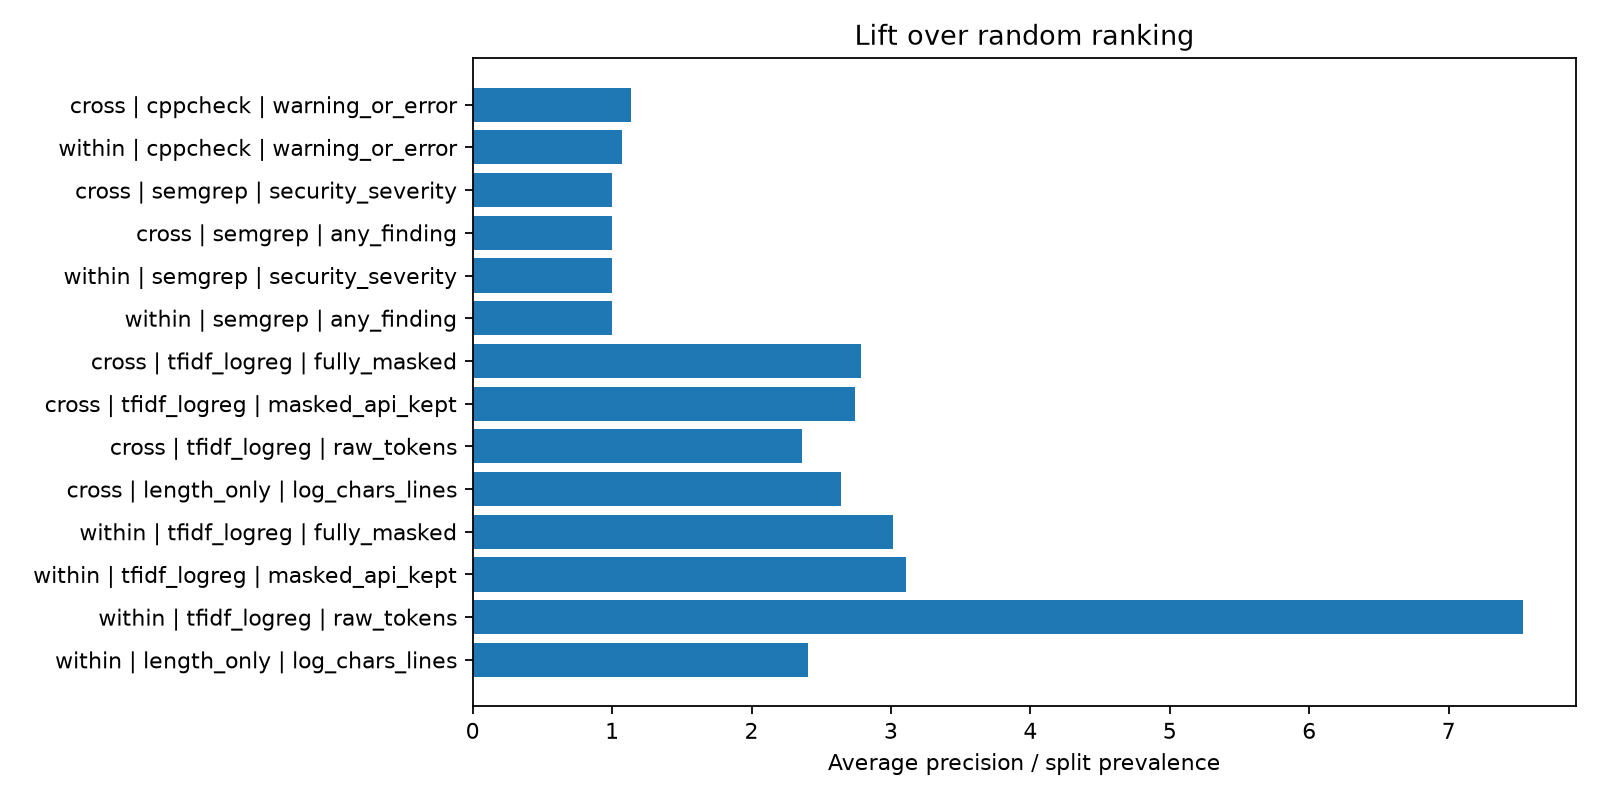 Lift over random ranking
cross | cppcheck | warning_or_error
within | cppcheck | warning_or_error
cross | semgrep | security_severity
cross | semgrep | any_finding
within | semgrep | security_severity
within | semgrep | any_finding
cross | tfidf_logreg | fully_masked
cross | tfidf_logreg | masked_api_kept
cross | tfidf_logreg | raw_tokens
cross | length_only | log_chars_lines
within | tfidf_logreg | fully_masked
within | tfidf_logreg | masked_api_kept
within | tfidf_logreg | raw_tokens
within | length_only | log_chars_lines
0 1 2 3 4 5 6 7
Average precision / split prevalence